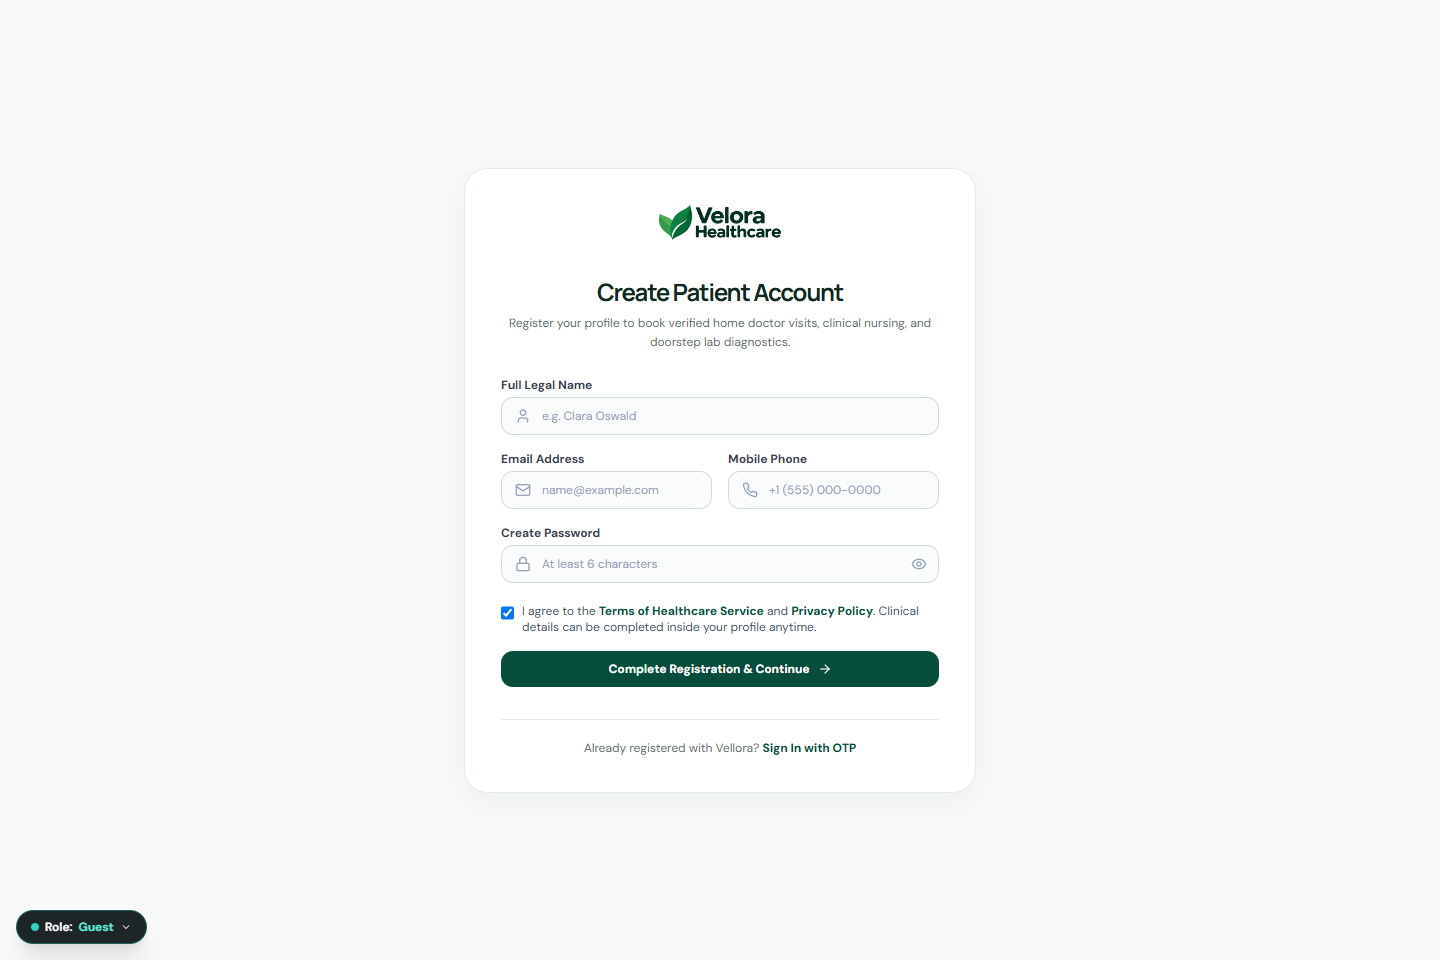 Velora
Healthcare
Create Patient Account
Register your profile to book verified home doctor visits, clinical nursing, and
doorstep lab diagnostics.
Full Legal Name
e.g. Clara Oswald
Email Address
Mobile Phone
name@example.com
+1 (555) 000-0000
Create Password
At least 6 characters
I agree to the Terms of Healthcare Service and Privacy Policy. Clinical
details can be completed inside your profile anytime.
Complete Registration & Continue →
Already registered with Vellora? Sign In with OTP
Role: Guest